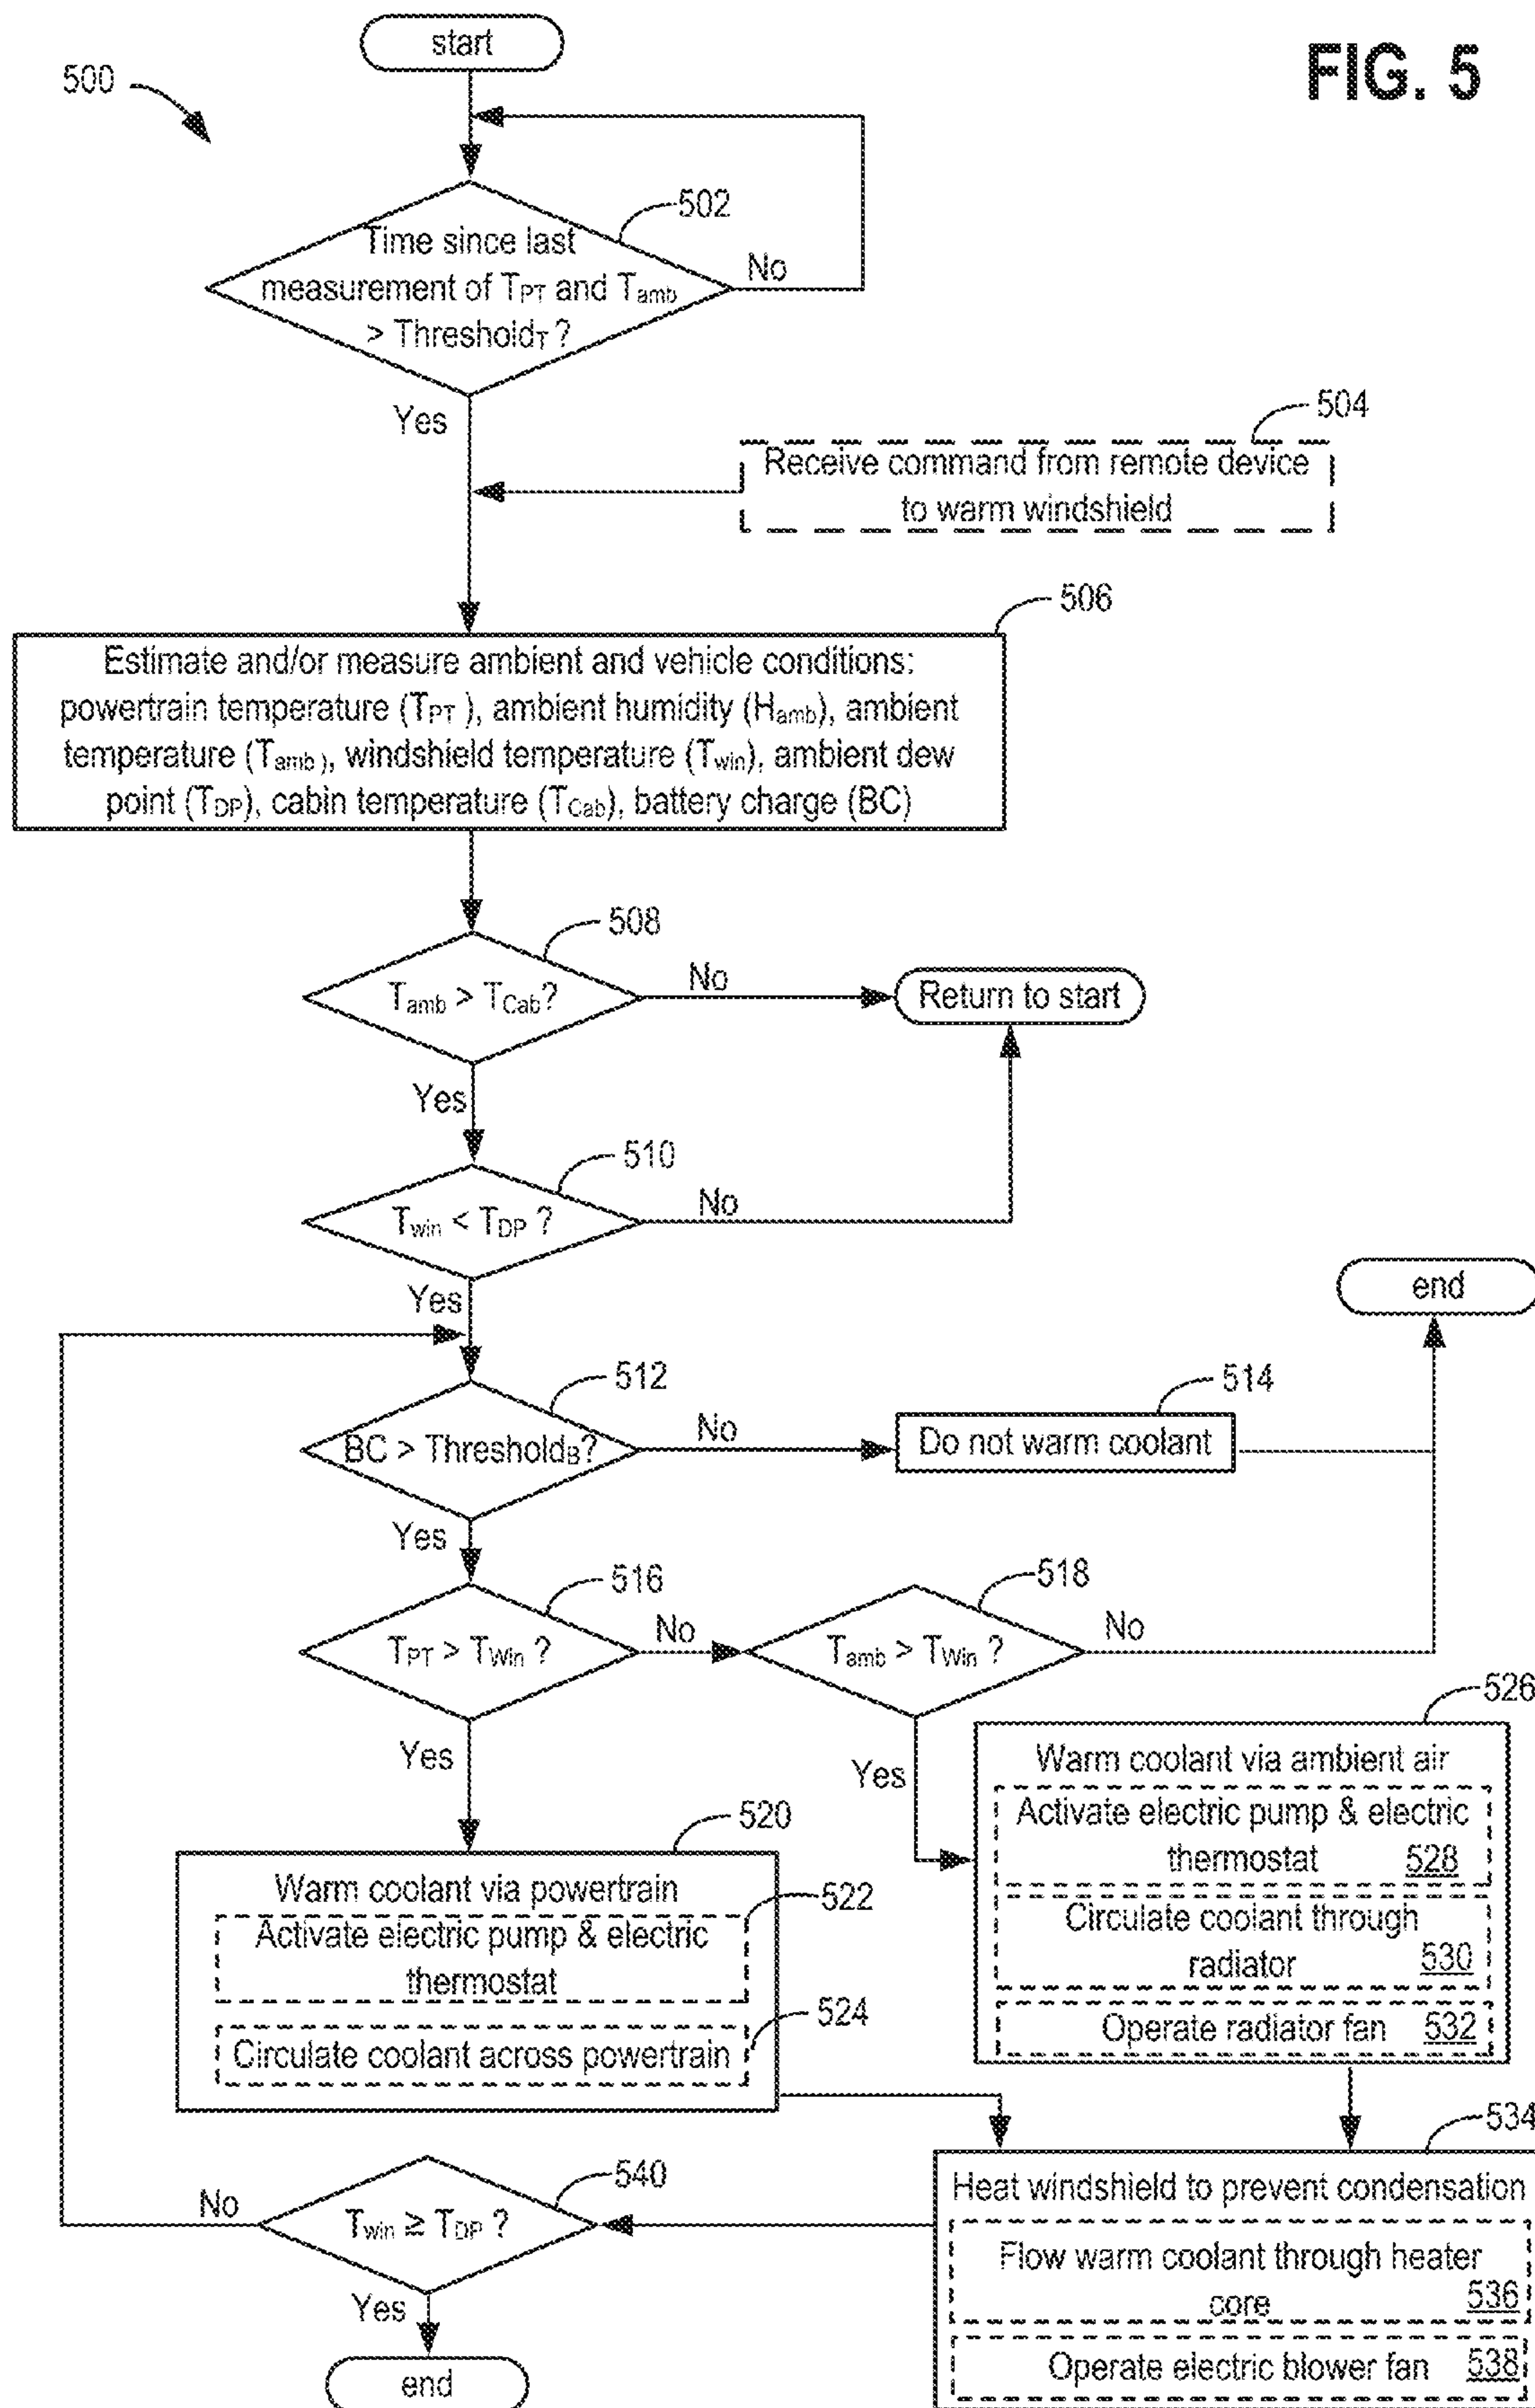 FIG. 5
500
start
502
Time since last
measurement of TPT and Tamb
> ThresholdT ?
No
Yes
504
Receive command from remote device
to warm windshield
506
Estimate and/or measure ambient and vehicle conditions:
powertrain temperature (TPT ), ambient humidity (Hamb), ambient
temperature (Tamb ), windshield temperature (Twin), ambient dew
point (TDP), cabin temperature (TCab), battery charge (BC)
508
Tamb > TCab?
No
Return to start
Yes
510
Twin < TDP ?
No
Yes
end
512
BC > ThresholdB?
No
514
Do not warm coolant
Yes
516
TPT > TWin ?
No
518
Tamb > TWin ?
No
Yes
Yes
526
Warm coolant via ambient air
Activate electric pump & electric
thermostat 528
Circulate coolant through
radiator 530
Operate radiator fan 532
520
Warm coolant via powertrain
522
Activate electric pump & electric
thermostat
524
Circulate coolant across powertrain
534
Heat windshield to prevent condensation
Flow warm coolant through heater
core 536
Operate electric blower fan 538
540
Twin ≥ TDP ?
No
Yes
end